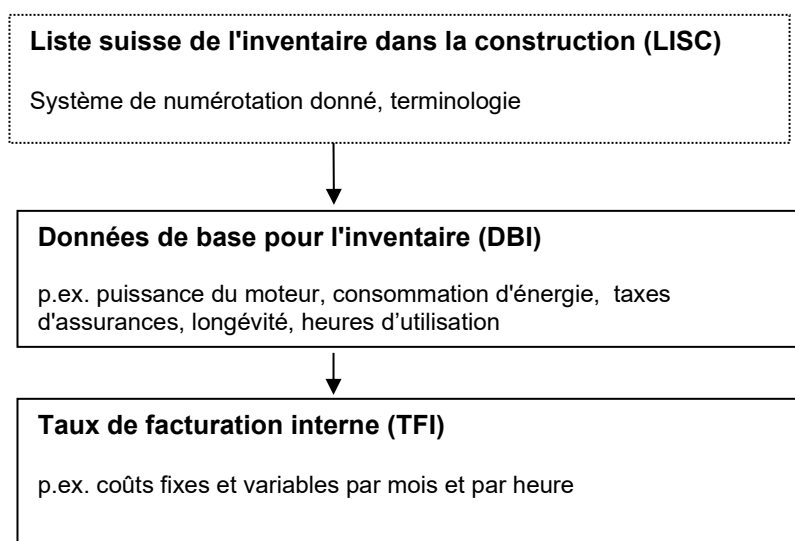 Liste suisse de l'inventaire dans la construction (LISC)
Système de numérotation donné, terminologie
Données de base pour l'inventaire (DBI)
p.ex. puissance du moteur, consommation d'énergie,  taxes
d'assurances, longévité, heures d’utilisation
Taux de facturation interne (TFI)
p.ex. coûts fixes et variables par mois et par heure